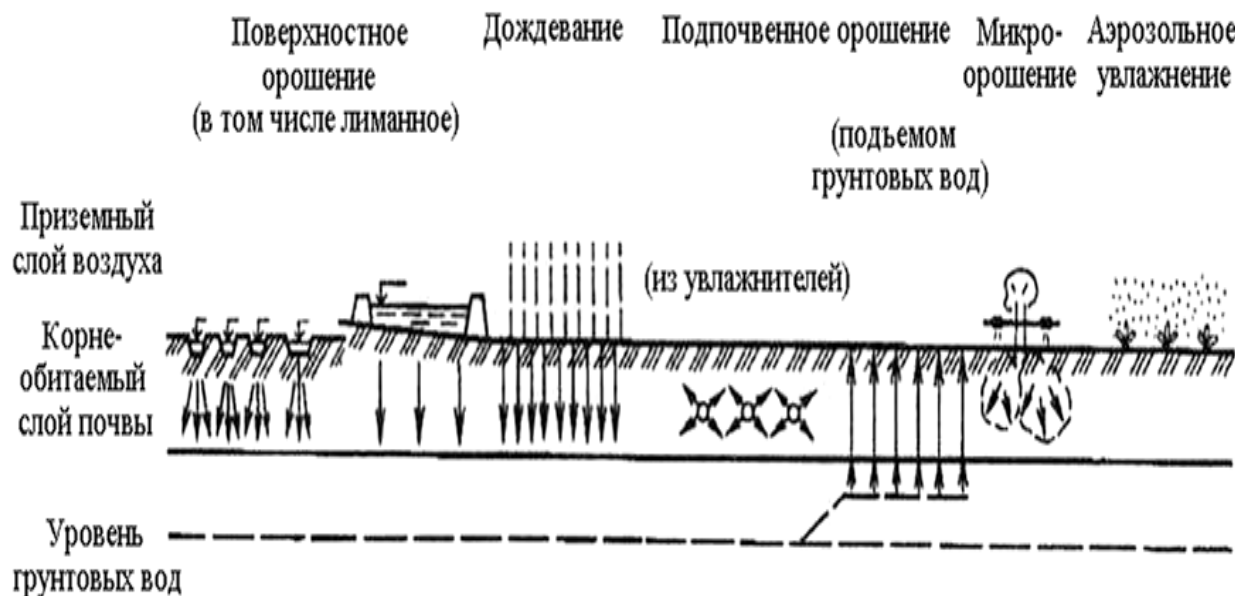 Поверхностное
орошение
(в том числе лиманное)
Дождевание
Подпочвенное орошение
(подьемом
грунтовых вод)
(из увлажнителей)
Микро-
орошение
Аэрозольное
увлажнение
Приземный
слой воздуха
Корне-
обитаемый
слой почвы
Уровень
грунтовых вод